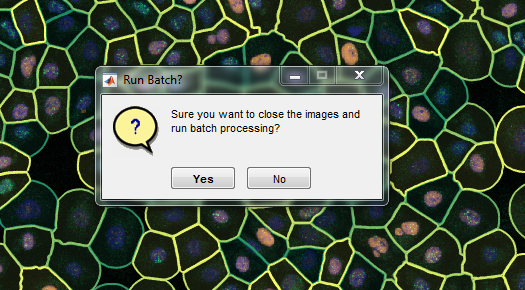 Run Batch?
?
Sure you want to close the images and
run batch processing?
Yes
No